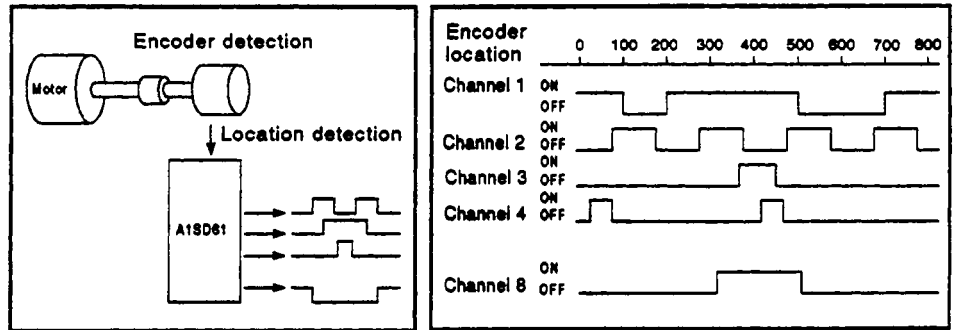 Encoder detection
Motor
Location detection
A1SD61
Encoder location 0 100 200 300 400 500 600 700 800
Channel 1 ON OFF
Channel 2 ON OFF
Channel 3 ON OFF
Channel 4 ON OFF
Channel 8 ON OFF